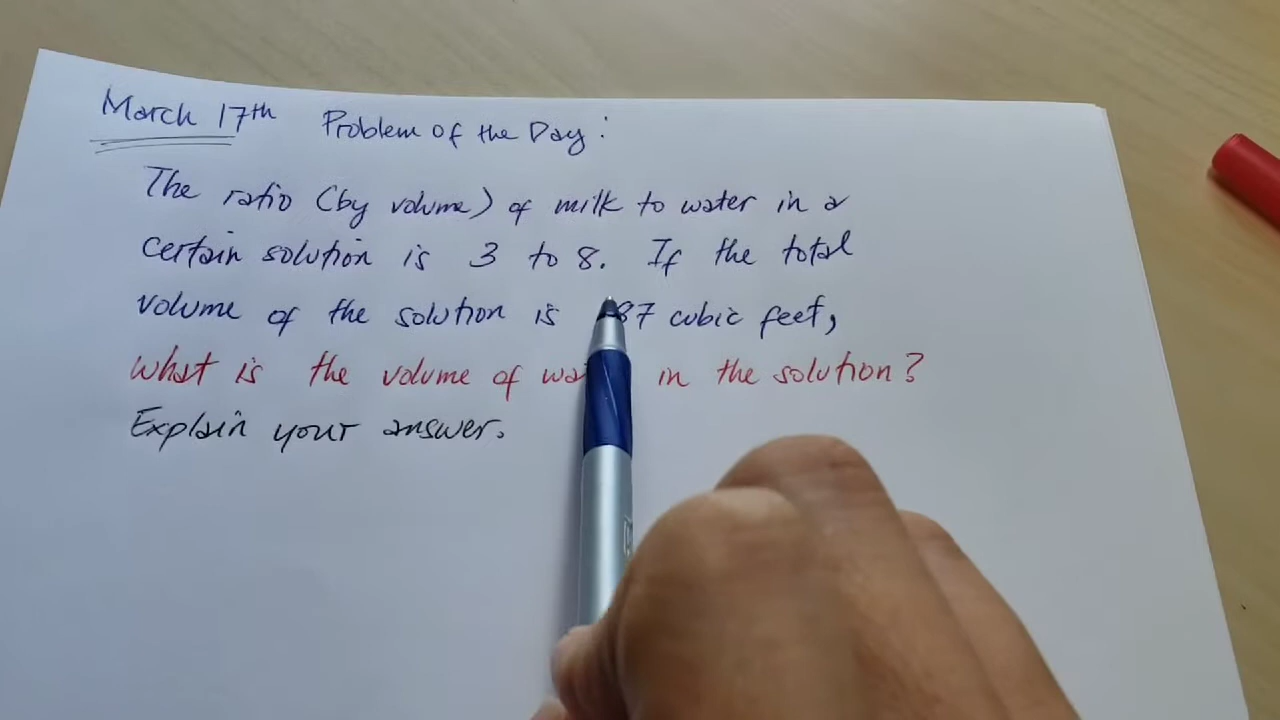 March 17th Problem of the Day:
The ratio (by volume) of milk to water in a
certain solution is 3 to 8. If the total
volume of the solution is 87 cubic feet,
What is the volume of in the solution?
Explain your answer.